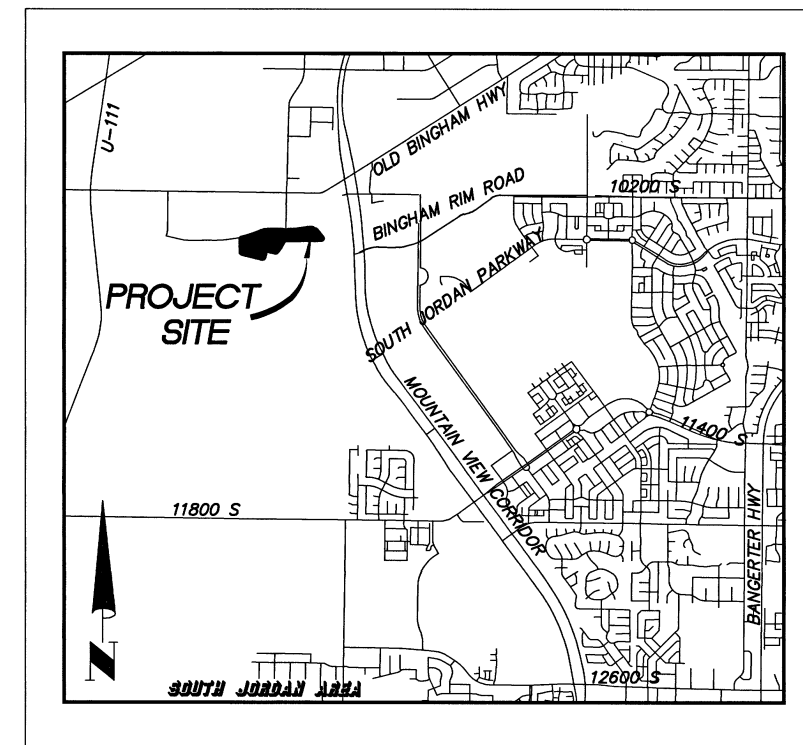 U-111
OLD BINGHAM HWY
BINGHAM RIM ROAD
10200 S
PROJECT
SITE
SOUTH JORDAN PARKWAY
MOUNTAIN VIEW CORRIDOR
11400 S
11800 S
BANGERTER HWY
N
12600 S
SOUTH JORDAN AREA